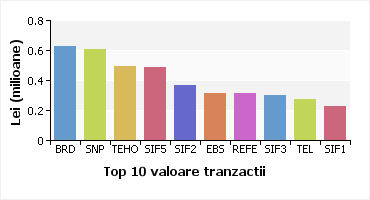 Lei (milioane)
0.8
0.6
0.4
0.2
0
BRD SNP TEHO SIF5 SIF2 EBS REFE SIF3 TEL SIF1
Top 10 valoare tranzactii